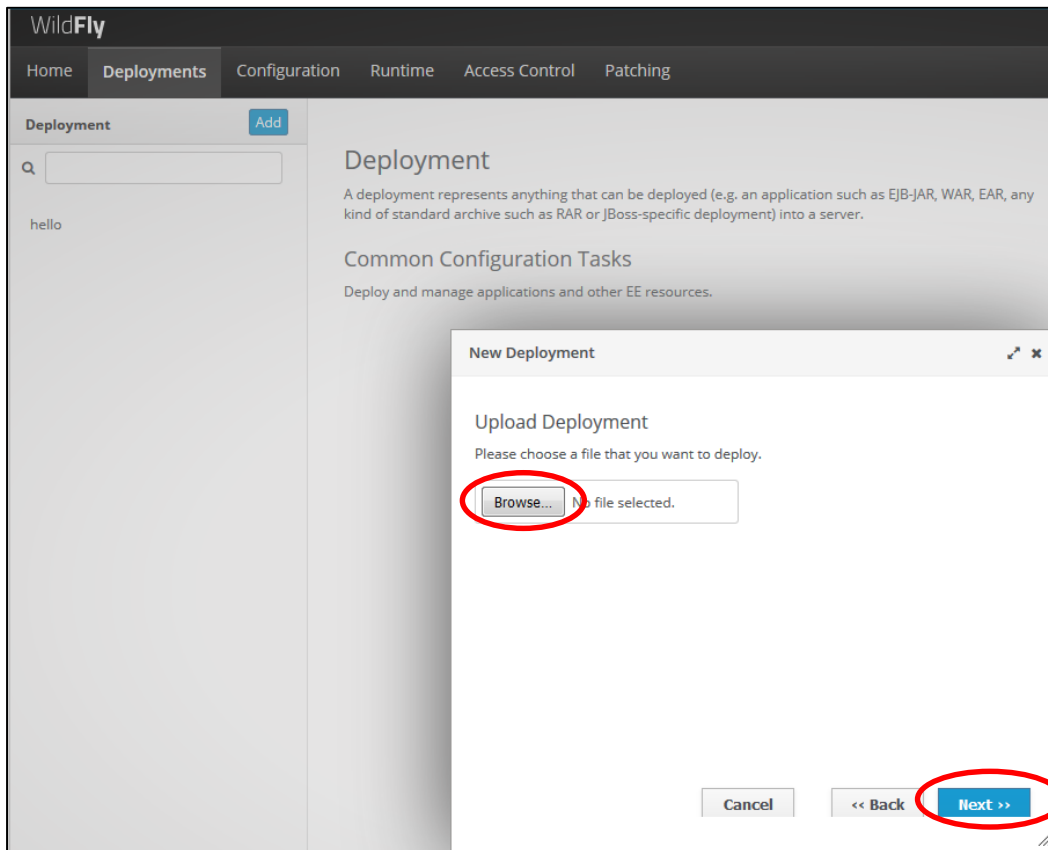 WildFly
Home Deployments Configuration Runtime Access Control Patching
Deployment Add
hello
Deployment
A deployment represents anything that can be deployed (e.g. an application such as EJB-JAR, WAR, EAR, any
kind of standard archive such as RAR or JBoss-specific deployment) into a server.
Common Configuration Tasks
Deploy and manage applications and other EE resources.
New Deployment
Upload Deployment
Please choose a file that you want to deploy.
Browse... No file selected.
Cancel << Back Next >>